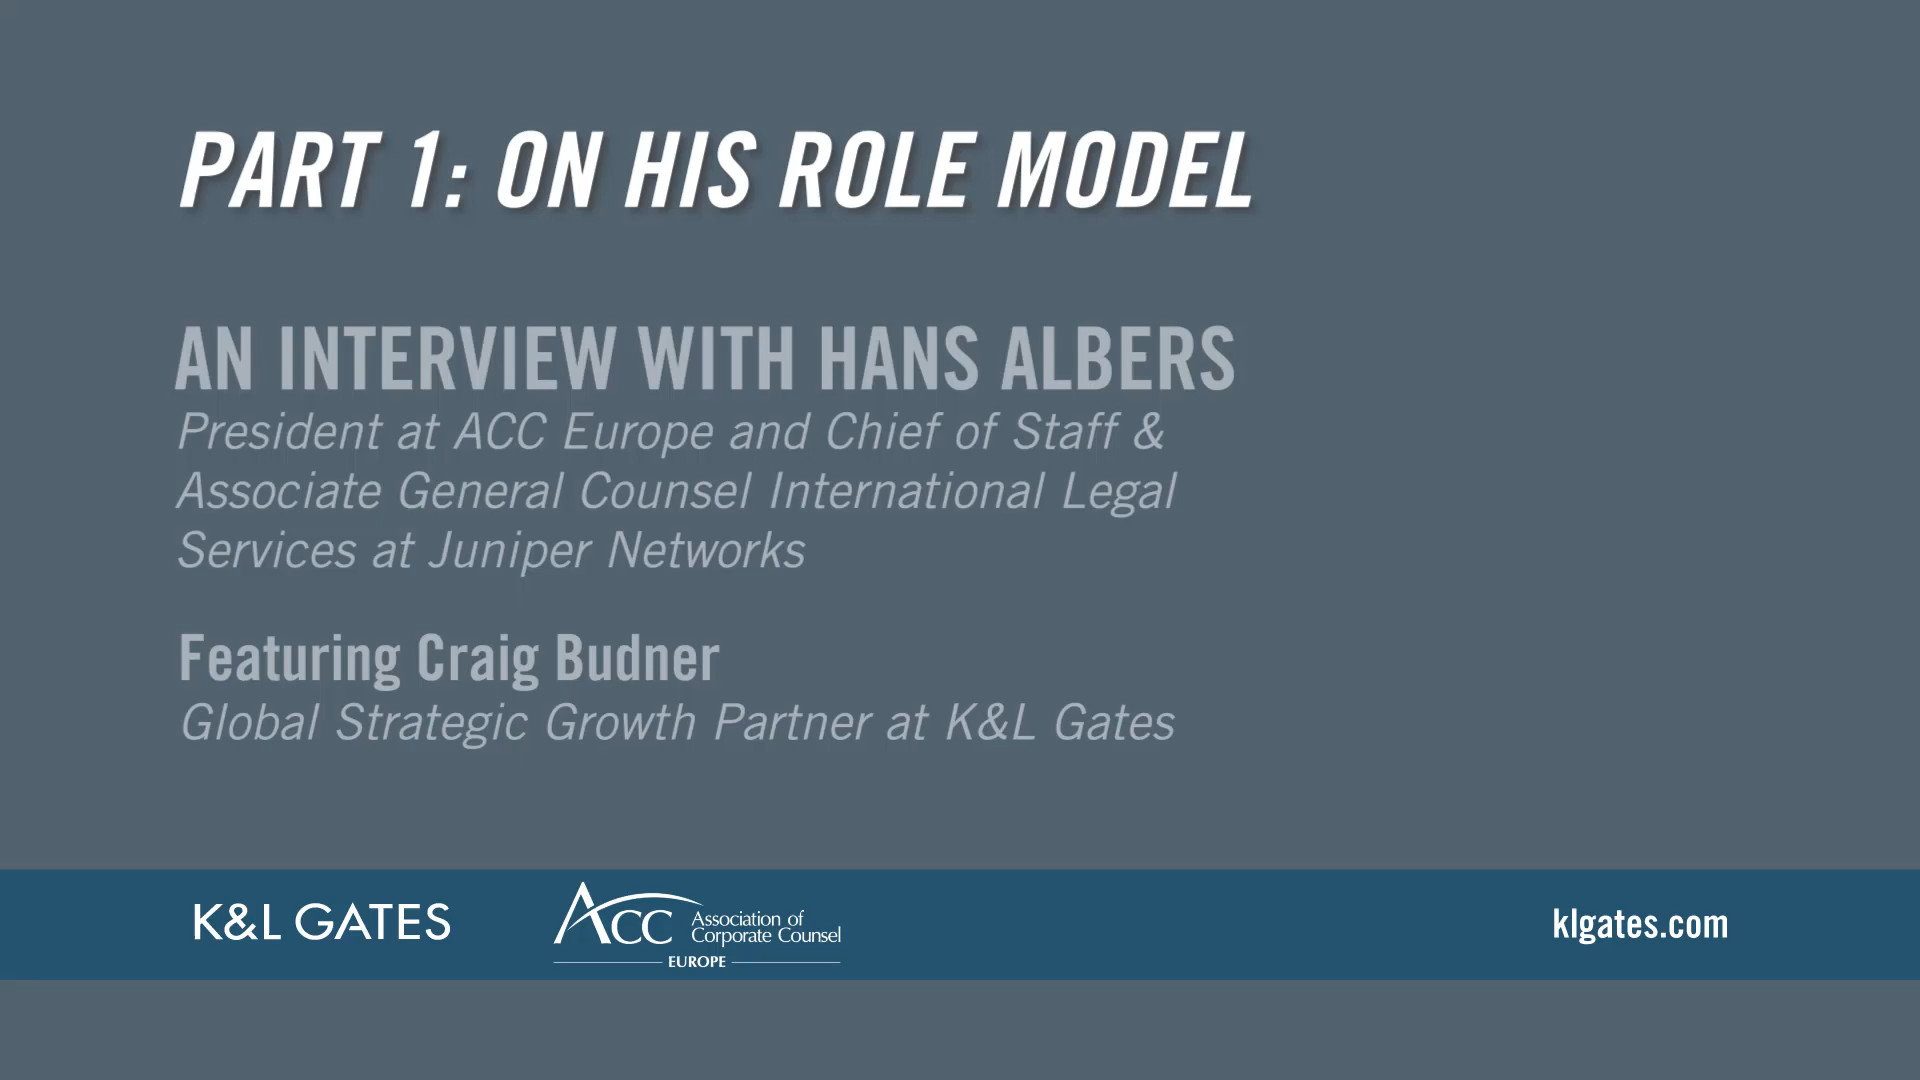 PART 1: ON HIS ROLE MODEL
AN INTERVIEW WITH HANS ALBERS
President at ACC Europe and Chief of Staff &
Associate General Counsel International Legal
Services at Juniper Networks
Featuring Craig Budner
Global Strategic Growth Partner at K&L Gates
K&L GATES
ACC
Association of
Corporate Counsel
EUROPE
klgates.com